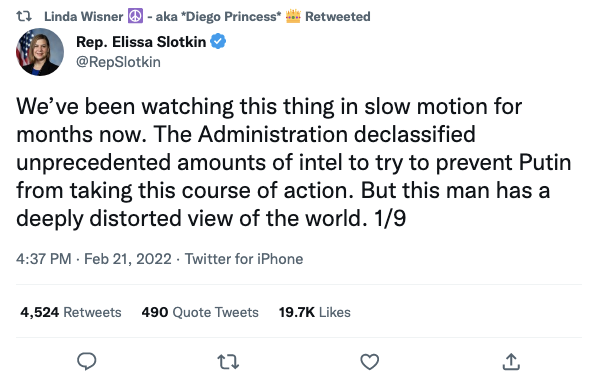 Linda Wisner ☮️ - aka *Diego Princess* 👑 Retweeted
Rep. Elissa Slotkin
@RepSlotkin
We’ve been watching this thing in slow motion for
months now. The Administration declassified
unprecedented amounts of intel to try to prevent Putin
from taking this course of action. But this man has a
deeply distorted view of the world. 1/9
4:37 PM · Feb 21, 2022 · Twitter for iPhone
4,524 Retweets 490 Quote Tweets 19.7K Likes